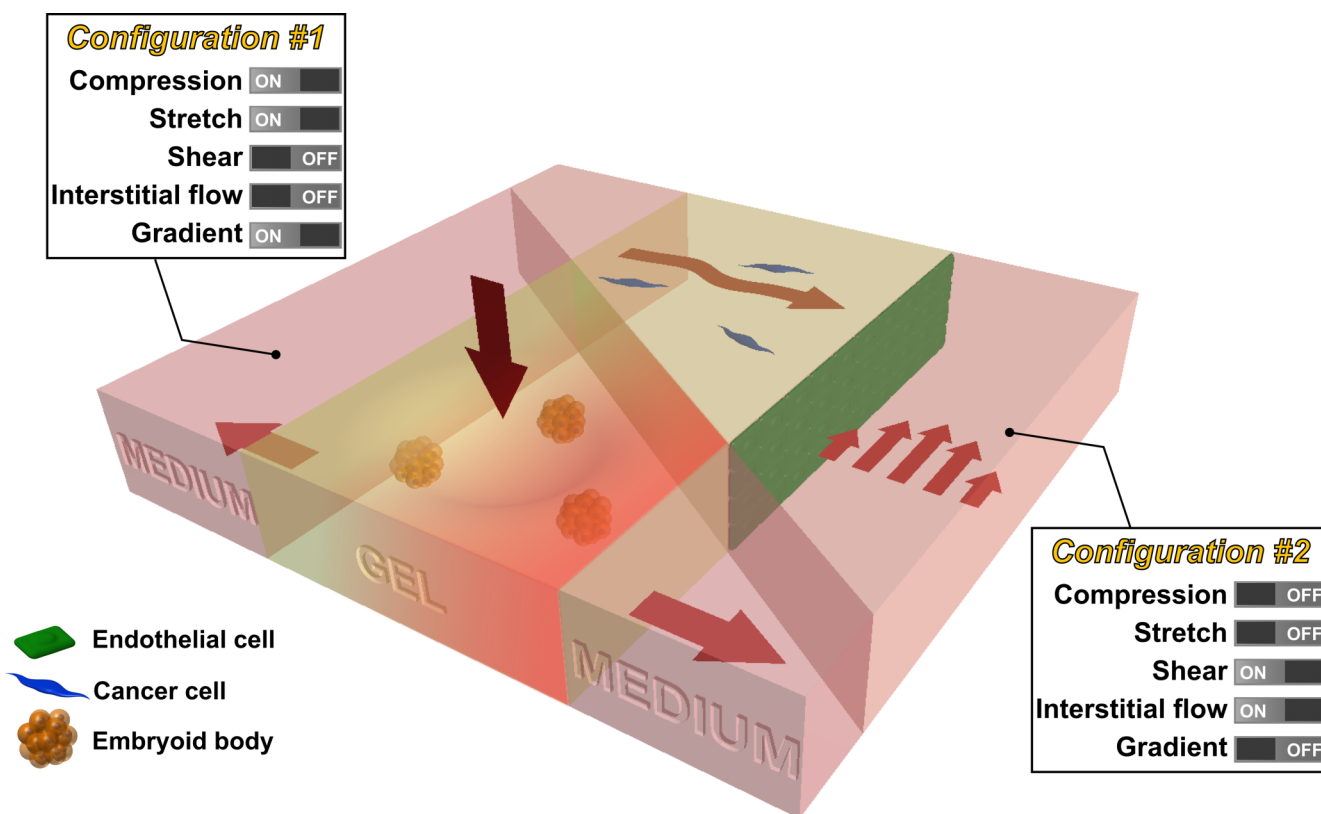 Configuration #1
Compression ON
Stretch ON
Shear OFF
Interstitial flow OFF
Gradient ON
MEDIUM
GEL
MEDIUM
Configuration #2
Compression OFF
Stretch OFF
Shear ON
Interstitial flow ON
Gradient OFF
Endothelial cell
Cancer cell
Embryoid body